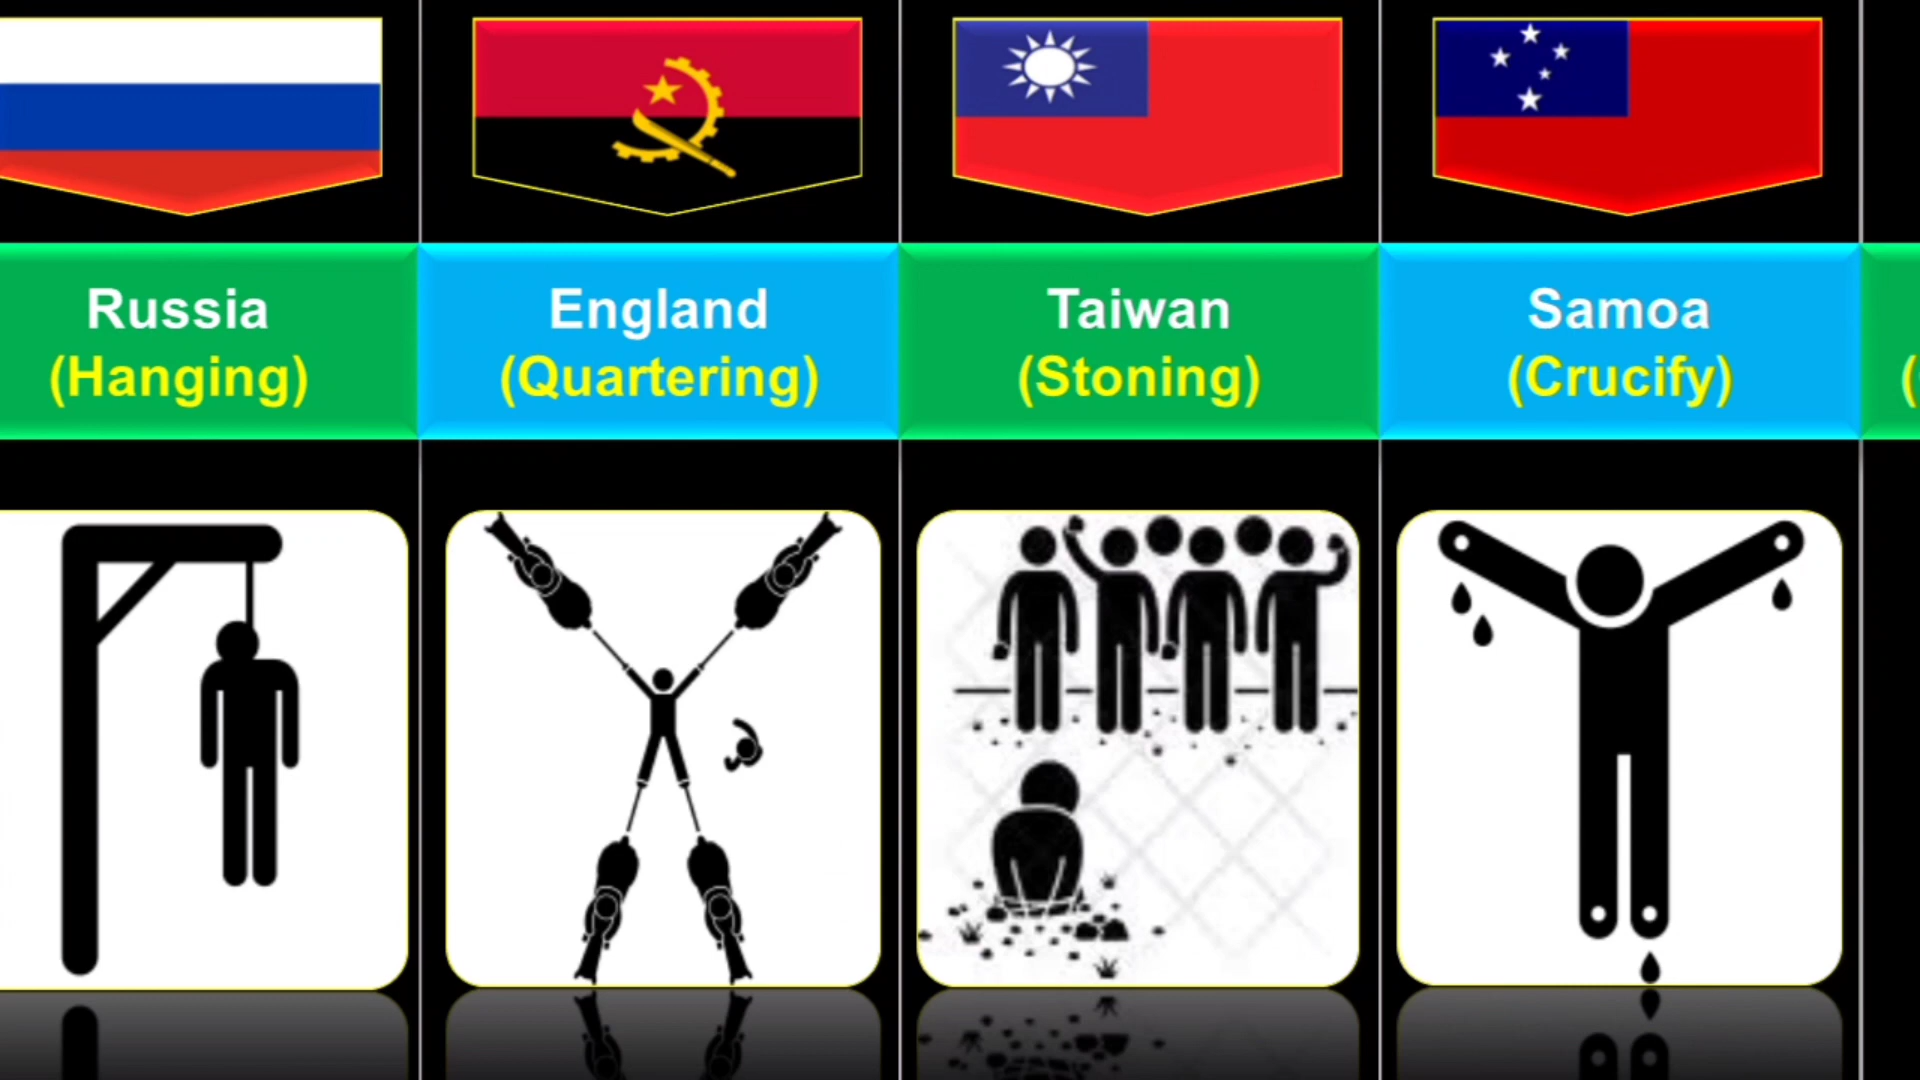 Russia
(Hanging)
England
(Quartering)
Taiwan
(Stoning)
Samoa
(Crucify)
(